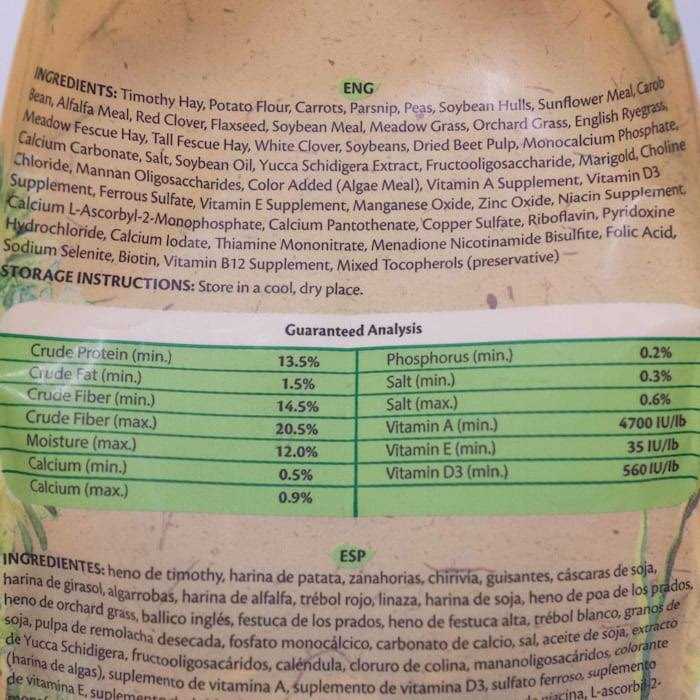 ENG
INGREDIENTS: Timothy Hay, Potato Flour, Carrots, Parsnip, Peas, Soybean Hulls, Sunflower Meal, Carob
Bean, Alfalfa Meal, Red Clover, Flaxseed, Soybean Meal, Meadow Grass, Orchard Grass, English Ryegrass,
Meadow Fescue Hay, Tall Fescue Hay, White Clover, Soybeans, Dried Beet Pulp, Monocalcium Phosphate,
Calcium Carbonate, Salt, Soybean Oil, Yucca Schidigera Extract, Fructooligosaccharide, Marigold, Choline
Chloride, Mannan Oligosaccharides, Color Added (Algae Meal), Vitamin A Supplement, Vitamin D3
Supplement, Ferrous Sulfate, Vitamin E Supplement, Manganese Oxide, Zinc Oxide, Niacin Supplement,
Calcium L-Ascorbyl-2-Monophosphate, Calcium Pantothenate, Copper Sulfate, Riboflavin, Pyridoxine
Hydrochloride, Calcium Iodate, Thiamine Mononitrate, Menadione Nicotinamide Bisulfite, Folic Acid,
Sodium Selenite, Biotin, Vitamin B12 Supplement, Mixed Tocopherols (preservative)
STORAGE INSTRUCTIONS: Store in a cool, dry place.
Guaranteed Analysis
Crude Protein (min.) 13.5%
Crude Fat (min.) 1.5%
Crude Fiber (min.) 14.5%
Crude Fiber (max.) 20.5%
Moisture (max.) 12.0%
Calcium (min.) 0.5%
Calcium (max.) 0.9%
Phosphorus (min.) 0.2%
Salt (min.) 0.3%
Salt (max.) 0.6%
Vitamin A (min.) 4700 IU/lb
Vitamin E (min.) 35 IU/lb
Vitamin D3 (min.) 560 IU/lb
ESP
INGREDIENTES: heno de timothy, harina de patata, zanahorias, chirivía, guisantes, cáscaras de soja,
harina de girasol, algarrobas, harina de alfalfa, trébol rojo, linaza, harina de soja, heno de poa de los prados,
heno de orchard grass, ballico inglés, festuca de los prados, heno de festuca alta, trébol blanco, granos de
soja, pulpa de remolacha desecada, fosfato monocálcico, carbonato de calcio, sal, aceite de soja, extracto
de Yucca Schidigera, fructooligosacáridos, caléndula, cloruro de colina, mananoligosacáridos, colorante
(harina de algas), suplemento de vitamina A, suplemento de vitamina D3, sulfato ferroso, suplemento
de vitamina E, L-ascorbil-2-